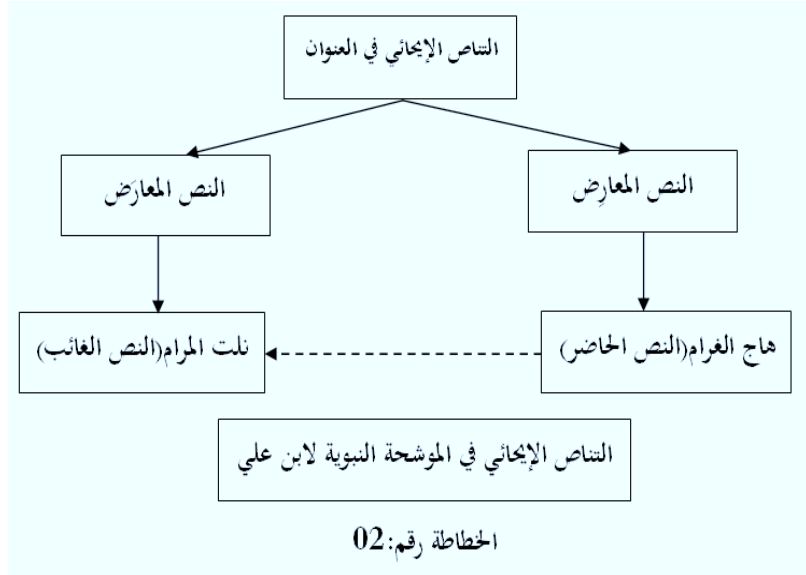 التناص الإيحائي في العنوان
النص المعارِض
النص المعارَض
هاج الغرام(النص الحاضر)
نلت المرام(النص الغائب)
التناص الإيحائي في الموشحة النبوية لابن علي
الخطاطة رقم:02